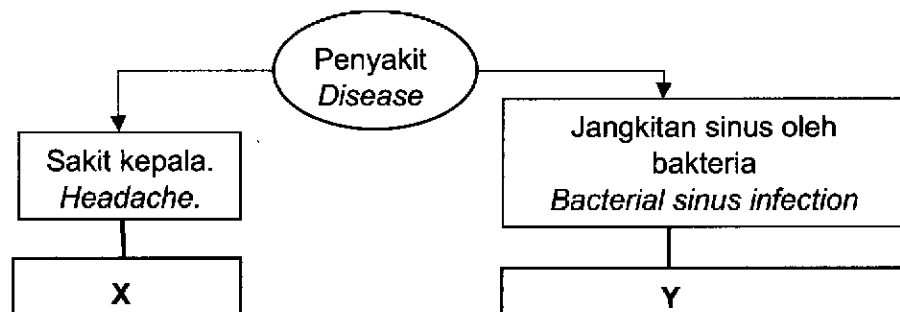 Penyakit
Disease
Sakit kepala.
Headache.
Jangkitan sinus oleh
bakteria
Bacterial sinus infection
X
Y